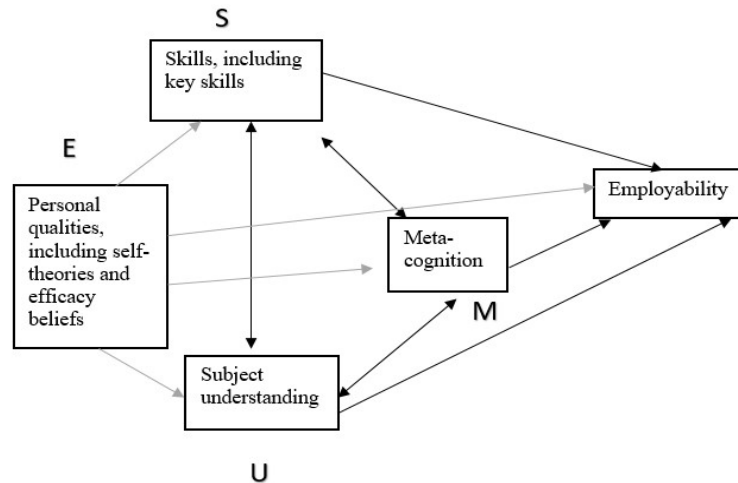 S
Skills, including
key skills
E
Personal
qualities,
including self-
theories and
efficacy
beliefs
Employability
Meta-
cognition
M
Subject
understanding
U